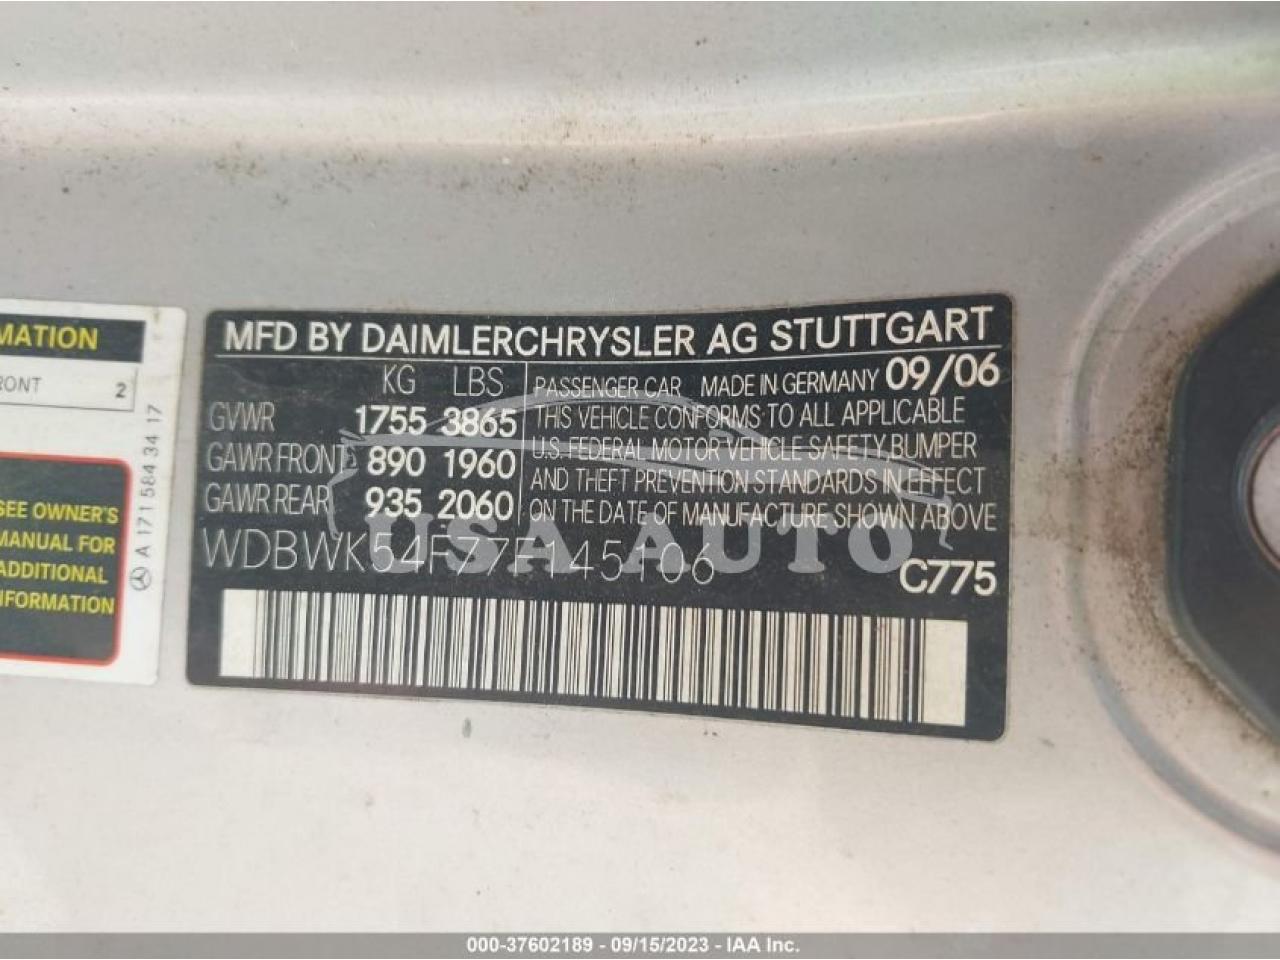 MATION
RONT 2
SEE OWNER'S
MANUAL FOR
ADDITIONAL
INFORMATION
A 171 584 34 17
MFD BY DAIMLERCHRYSLER AG STUTTGART
KG LBS
GVWR 1755 3865
GAWR FRONT 890 1960
GAWR REAR 935 2060
PASSENGER CAR MADE IN GERMANY 09/06
THIS VEHICLE CONFORMS TO ALL APPLICABLE
U.S. FEDERAL MOTOR VEHICLE SAFETY,BUMPER
AND THEFT PREVENTION STANDARDS IN EFFECT
ON THE DATE OF MANUFACTURE SHOWN ABOVE
WDBWK54F77F145106
C775
USA AUTO
000-37602189 - 09/15/2023 - IAA Inc.